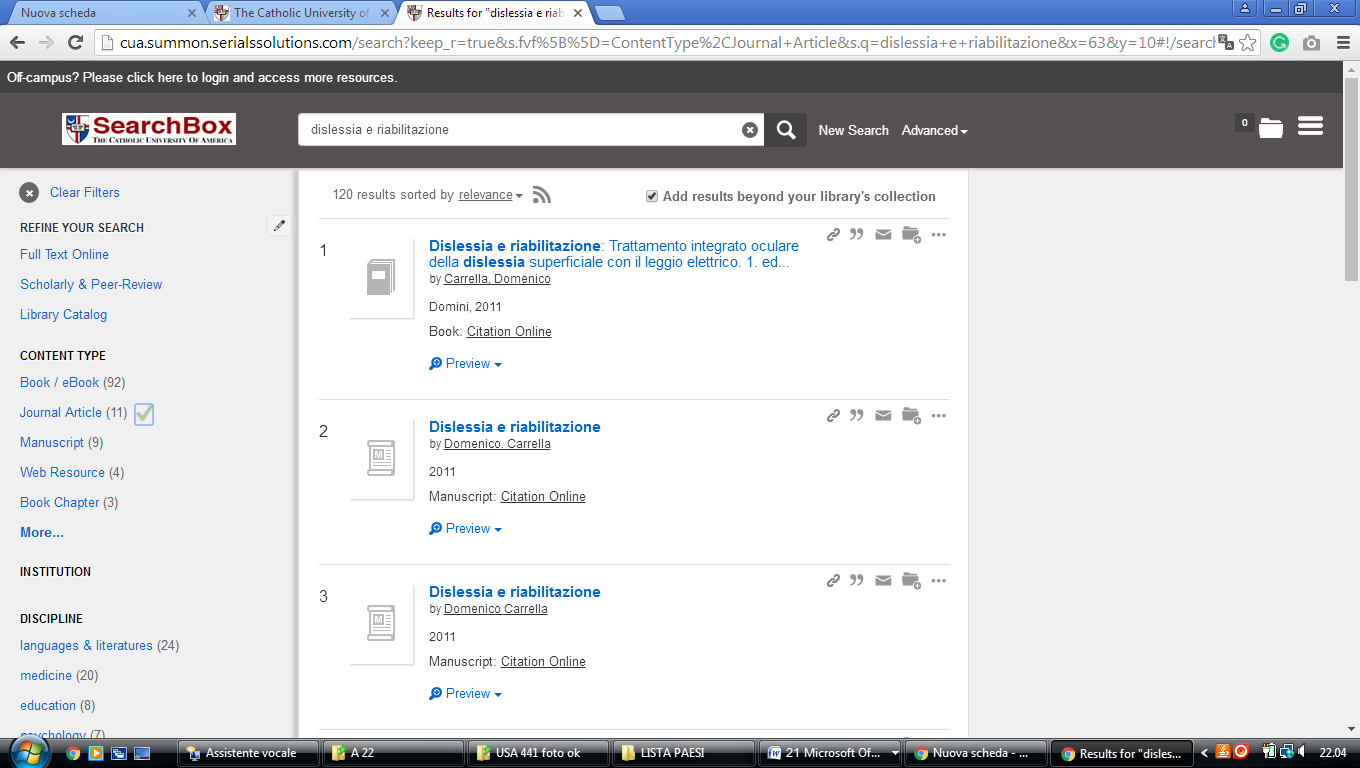 Nuova scheda
The Catholic University of
Results for "dislessia e riab
cua.summon.serialssolutions.com/search?keep_r=true&s.fvf%5B%5D=ContentType%2CJournal+Article&s.q=dislessia+e+riabilitazione&x=63&y=10#!/search
Off-campus? Please click here to login and access more resources.
SearchBox
THE CATHOLIC UNIVERSITY OF AMERICA
dislessia e riabilitazione
New Search
Advanced
0
Clear Filters
REFINE YOUR SEARCH
Full Text Online
Scholarly & Peer-Review
Library Catalog
CONTENT TYPE
Book / eBook (92)
Journal Article (11)
Manuscript (9)
Web Resource (4)
Book Chapter (3)
More...
INSTITUTION
DISCIPLINE
languages & literatures (24)
medicine (20)
education (8)
psychology (7)
120 results sorted by relevance
Add results beyond your library's collection
1
Dislessia e riabilitazione: Trattamento integrato oculare
della dislessia superficiale con il leggio elettrico. 1. ed...
by Carrella, Domenico
Domini, 2011
Book: Citation Online
Preview
2
Dislessia e riabilitazione
by Domenico. Carrella
2011
Manuscript: Citation Online
Preview
3
Dislessia e riabilitazione
by Domenico Carrella
2011
Manuscript: Citation Online
Preview
Assistente vocale
A 22
USA 441 foto ok
LISTA PAESI
21 Microsoft Of...
Nuova scheda - ...
Results for "disles...
22.04